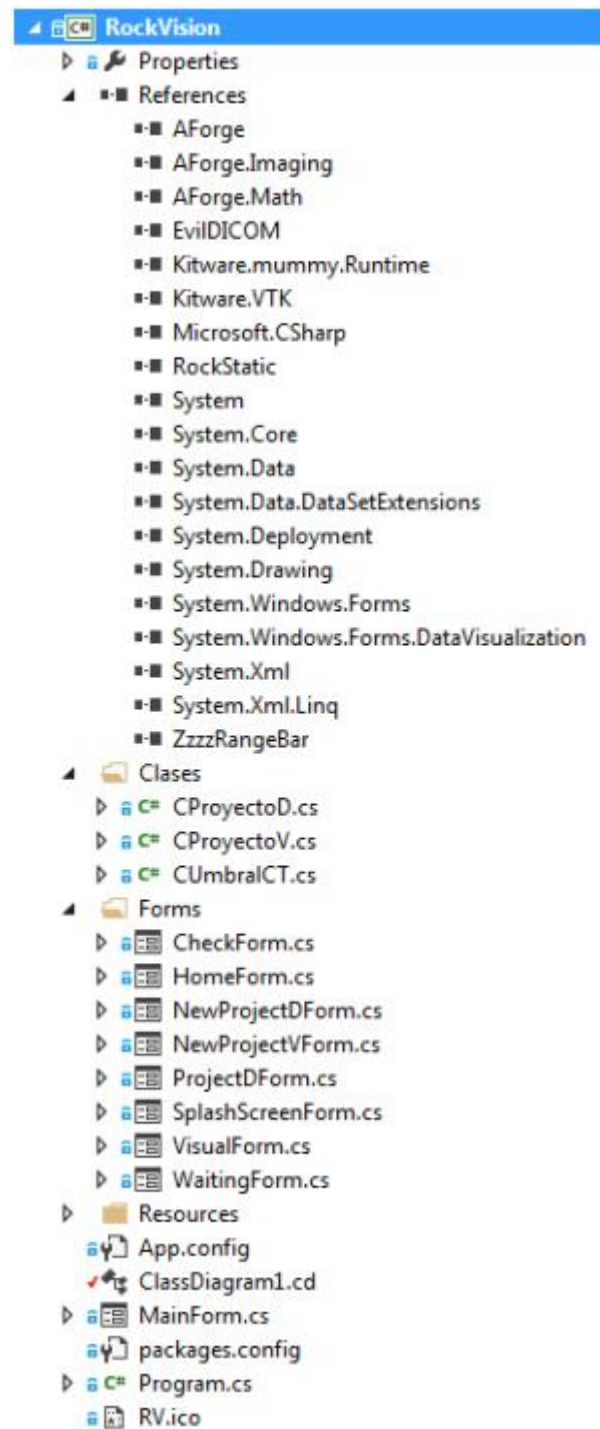 C# RockVision
Properties
References
AForge
AForge.Imaging
AForge.Math
EvilDICOM
Kitware.mummy.Runtime
Kitware.VTK
Microsoft.CSharp
RockStatic
System
System.Core
System.Data
System.Data.DataSetExtensions
System.Deployment
System.Drawing
System.Windows.Forms
System.Windows.Forms.DataVisualization
System.Xml
System.Xml.Linq
ZzzzRangeBar
Clases
C# CProyectoD.cs
C# CProyectoV.cs
C# CUmbralCT.cs
Forms
CheckForm.cs
HomeForm.cs
NewProjectDForm.cs
NewProjectVForm.cs
ProjectDForm.cs
SplashScreenForm.cs
VisualForm.cs
WaitingForm.cs
Resources
App.config
ClassDiagram1.cd
MainForm.cs
packages.config
C# Program.cs
RV.ico